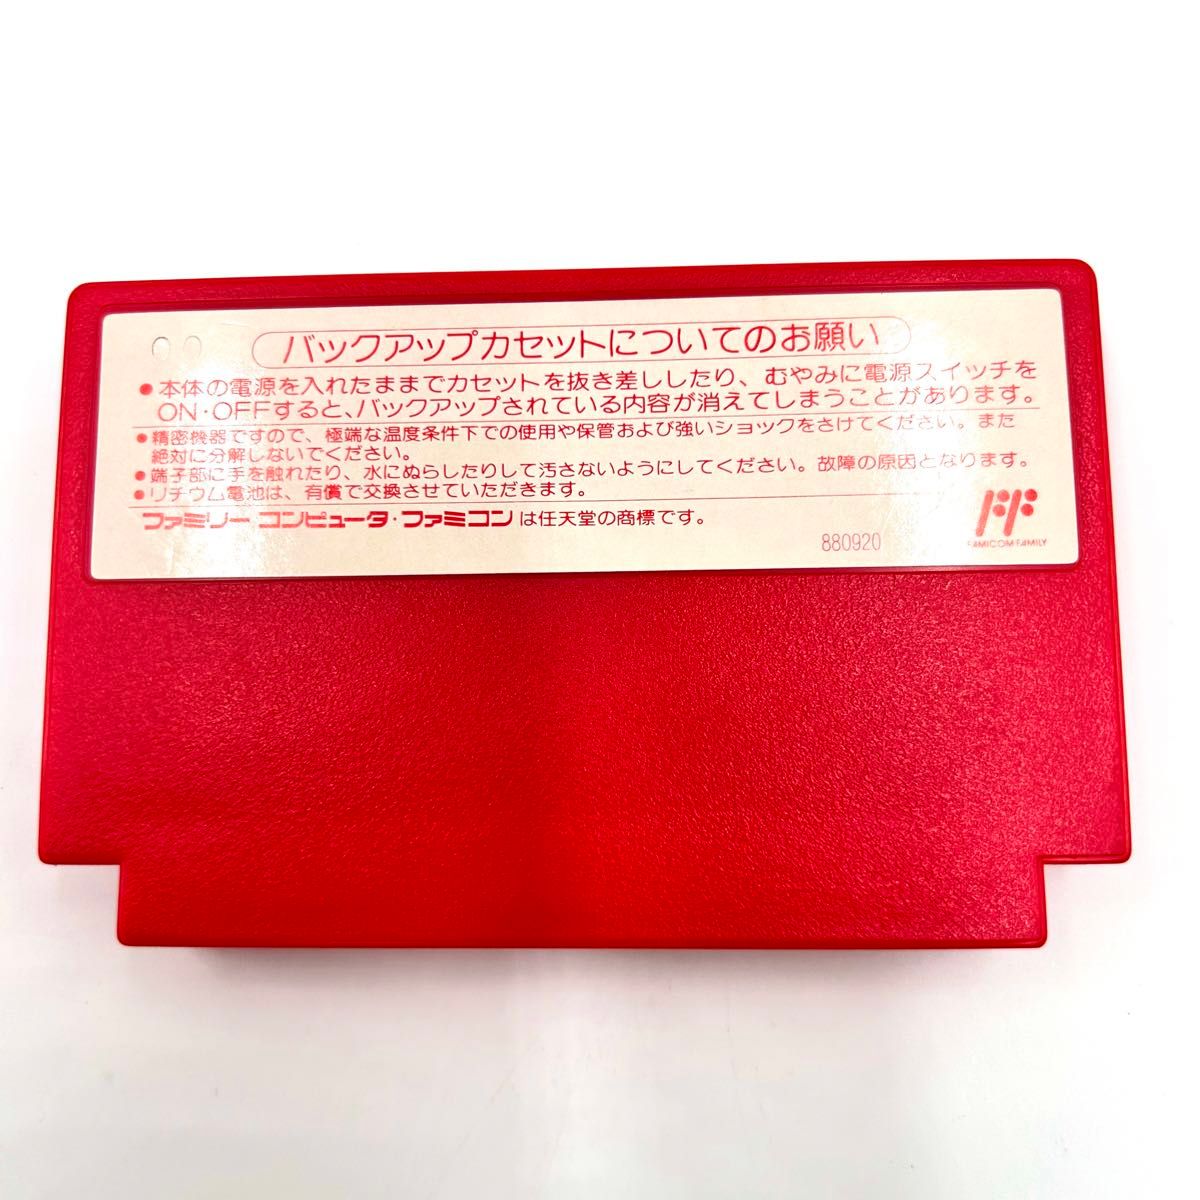 バックアップカセットについてのお願い
●本体の電源を入れたままでカセットを抜き差ししたり、むやみに電源スイッチを
ON・OFFすると、バックアップされている内容が消えてしまうことがあります。
●精密機器ですので、極端な温度条件下での使用や保管および強いショックをさけてください。また
絶対に分解しないでください。
●端子部に手を触れたり、水にぬらしたりして汚さないようにしてください。故障の原因となります。
●リチウム電池は、有償で交換させていただきます。
ファミリー コンピュータ・ファミコン は任天堂の商標です。
880920
FF
FAMICOM FAMILY